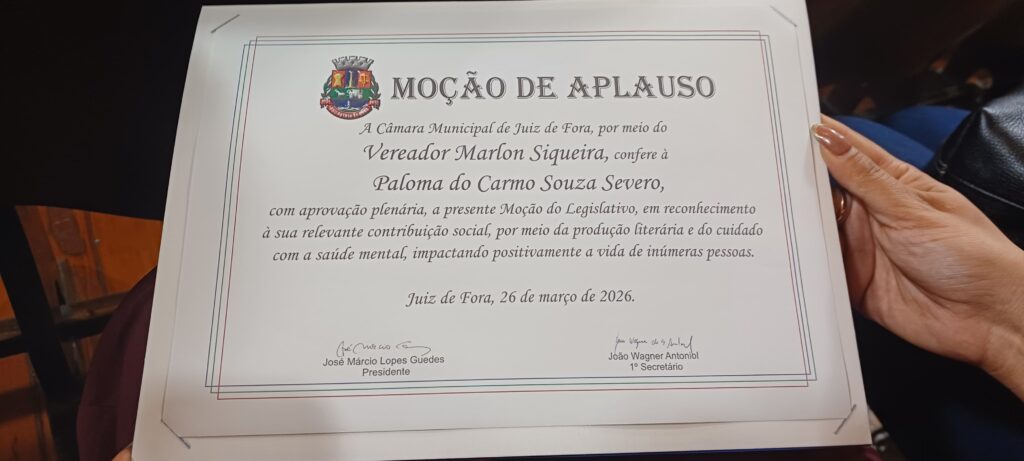 MOÇÃO DE APLAUSO
A Câmara Municipal de Juiz de Fora, por meio do
Vereador Marlon Siqueira, confere à
Paloma do Carmo Souza Severo,
com aprovação plenária, a presente Moção do Legislativo, em reconhecimento
à sua relevante contribuição social, por meio da produção literária e do cuidado
com a saúde mental, impactando positivamente a vida de inúmeras pessoas.
Juiz de Fora, 26 de março de 2026.
José Márcio Lopes Guedes
Presidente
João Wagner Antoniol
1º Secretário